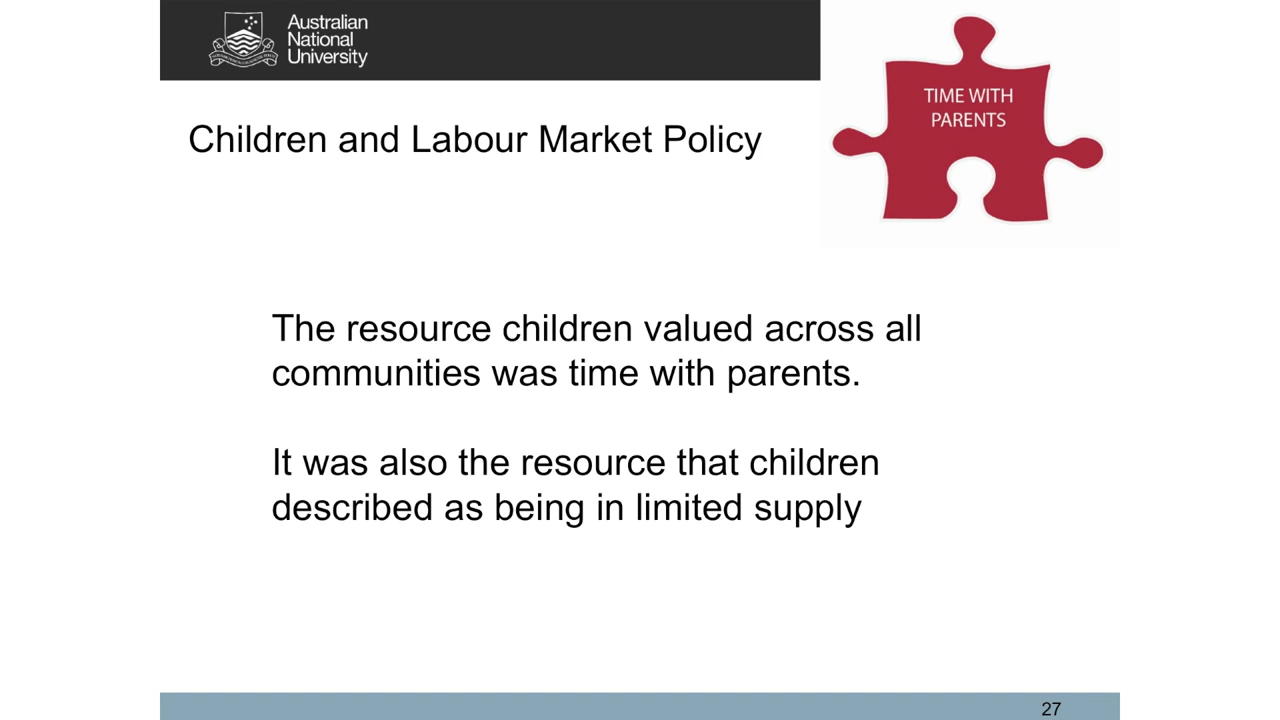 Australian
National
University
TIME WITH
PARENTS
Children and Labour Market Policy
The resource children valued across all
communities was time with parents.
It was also the resource that children
described as being in limited supply
27